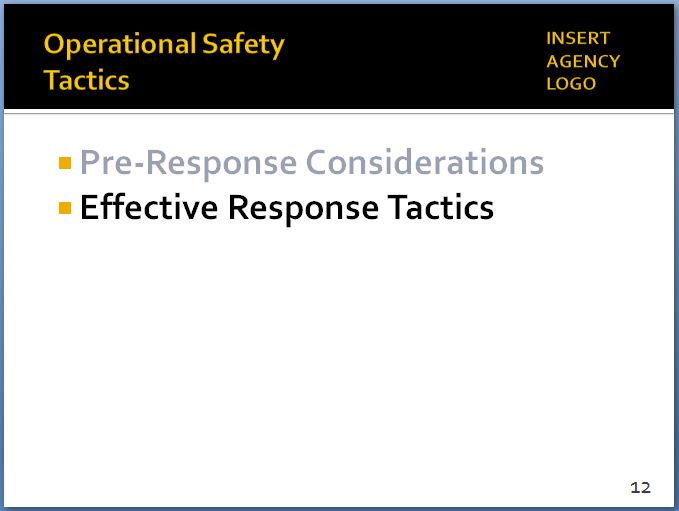 Operational Safety
Tactics
INSERT
AGENCY
LOGO
Pre-Response Considerations
Effective Response Tactics
12